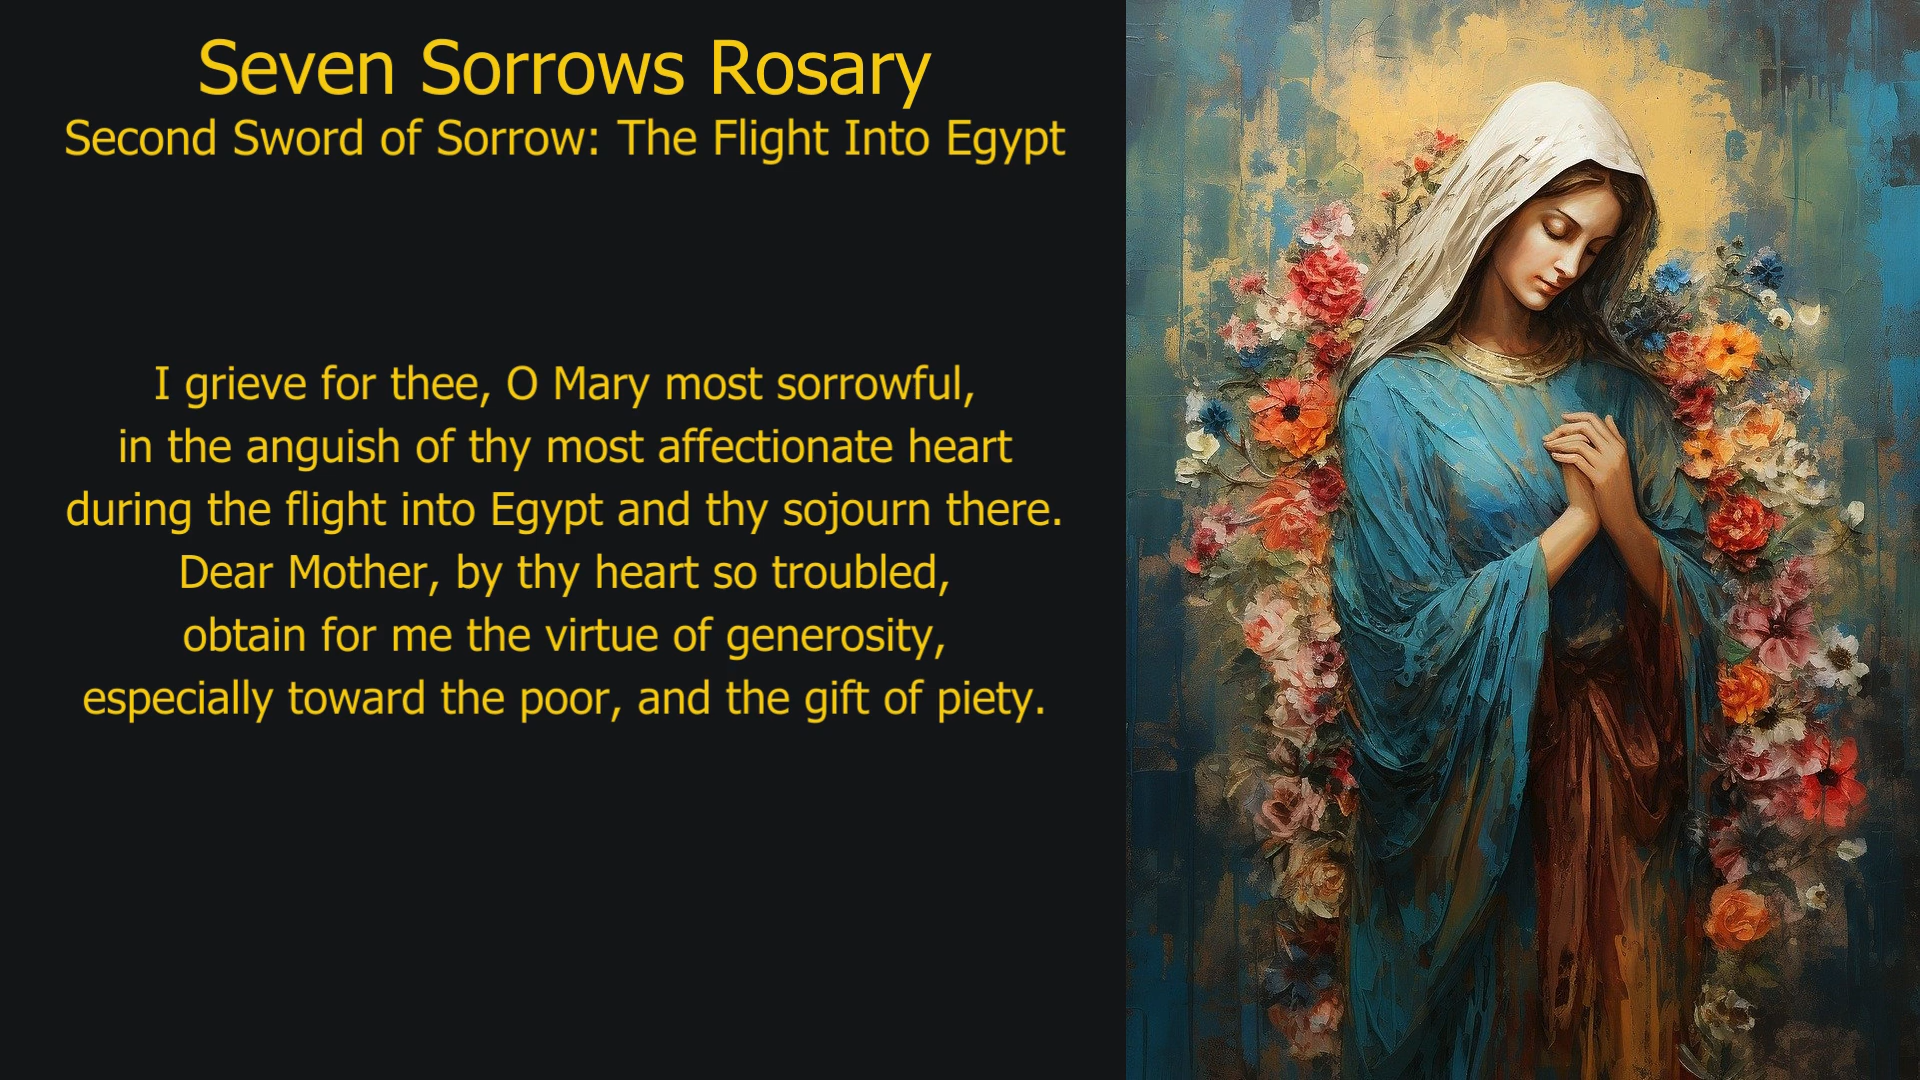 Seven Sorrows Rosary
Second Sword of Sorrow: The Flight Into Egypt
I grieve for thee, O Mary most sorrowful,
in the anguish of thy most affectionate heart
during the flight into Egypt and thy sojourn there.
Dear Mother, by thy heart so troubled,
obtain for me the virtue of generosity,
especially toward the poor, and the gift of piety.